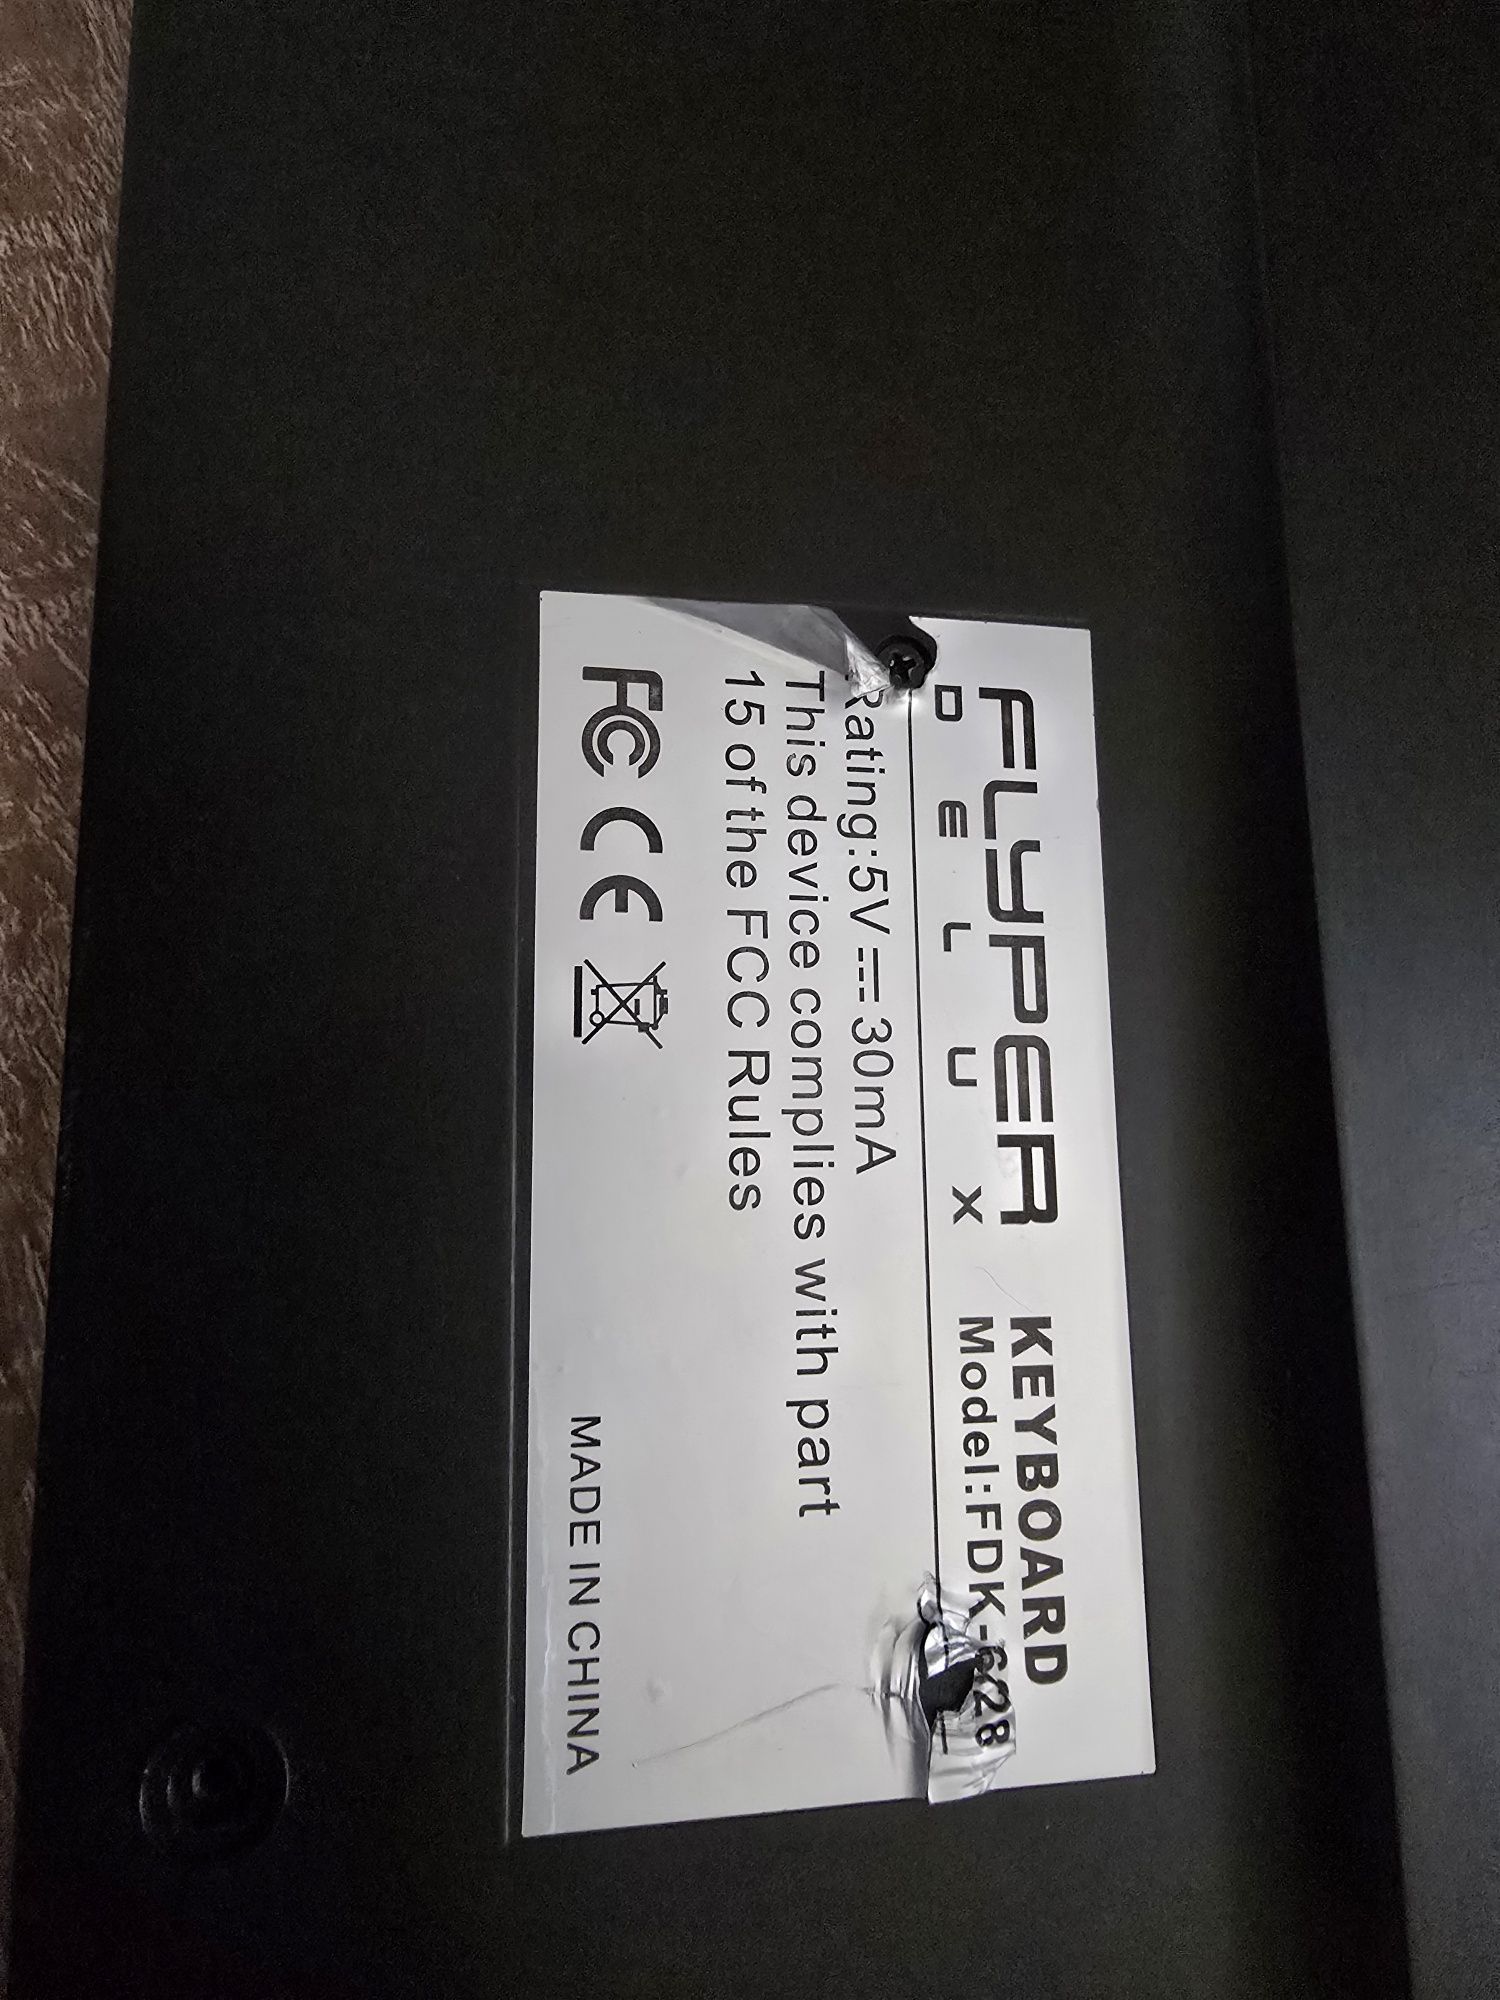 FLYPER KEYBOARD
DELUX Model:FDK-628
Rating:5V⎓30mA
This device complies with part
15 of the FCC Rules
FC CE
MADE IN CHINA